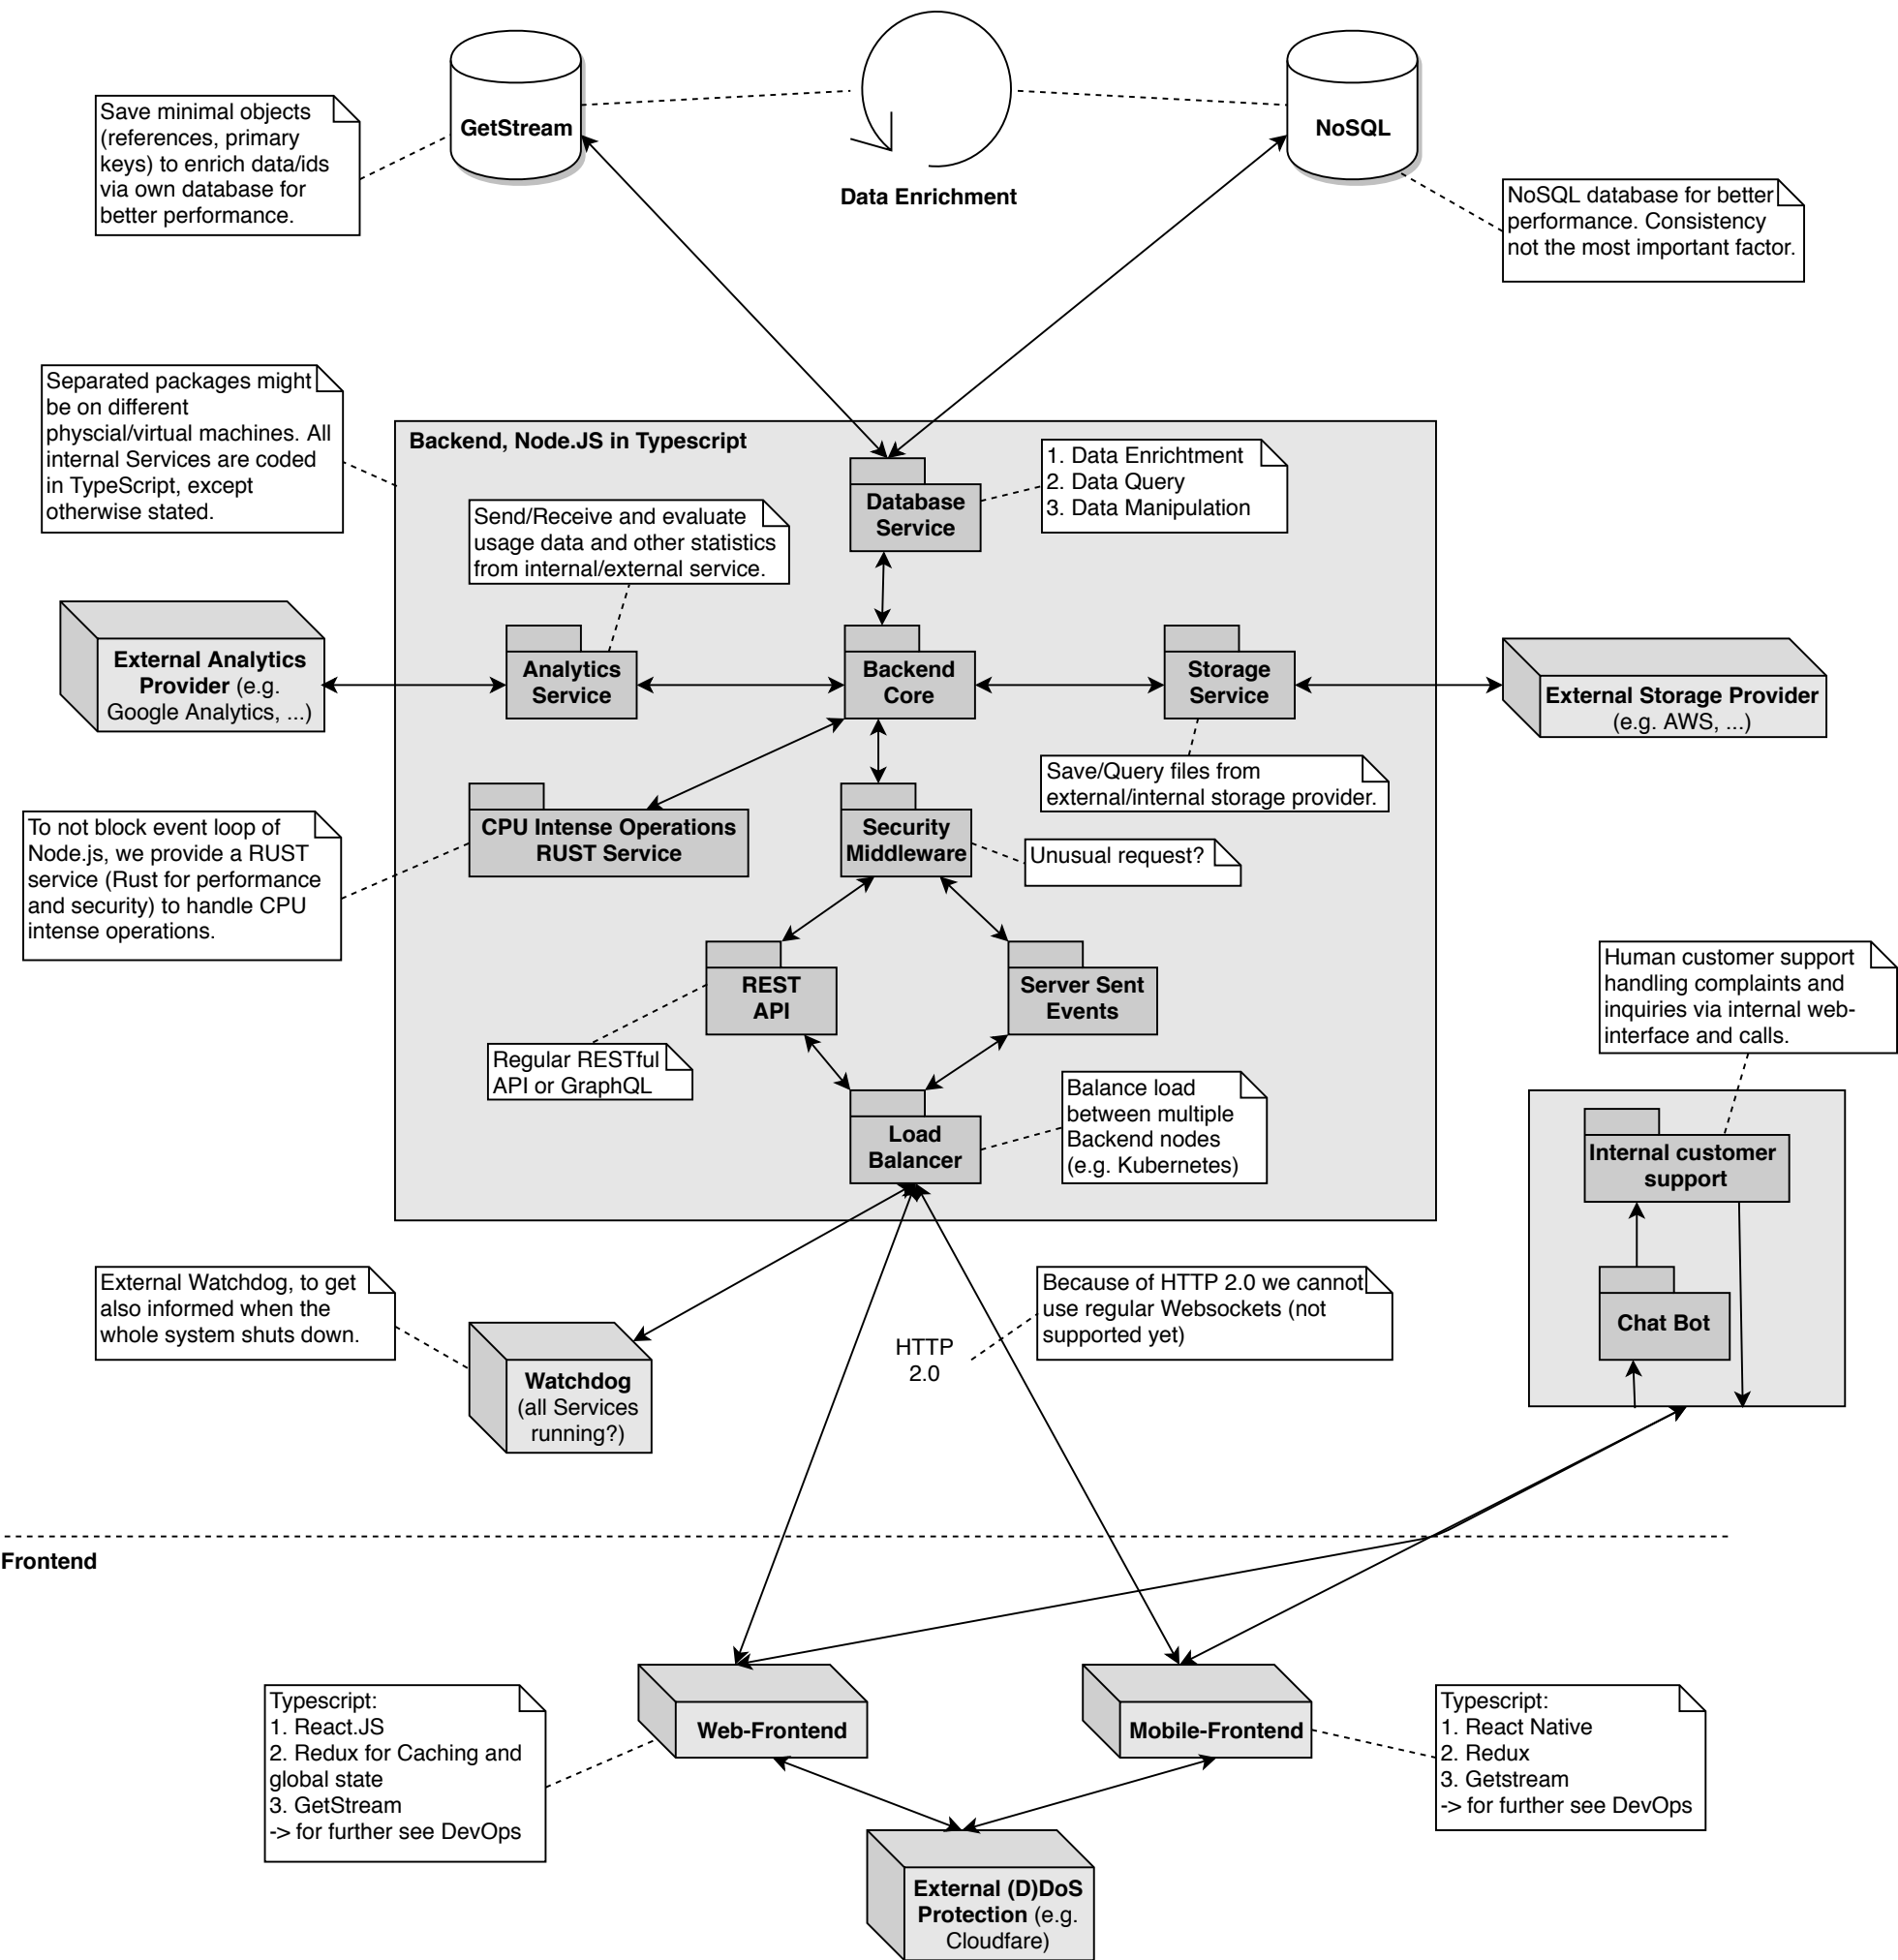 Save minimal objects
(references, primary
keys) to enrich data/ids
via own database for
better performance.
GetStream
Data Enrichment
NoSQL
NoSQL database for better
performance. Consistency
not the most important factor.
Separated packages might
be on different
physcial/virtual machines. All
internal Services are coded
in TypeScript, except
otherwise stated.
Backend, Node.JS in Typescript
Database
Service
1. Data Enrichtment
2. Data Query
3. Data Manipulation
Send/Receive and evaluate
usage data and other statistics
from internal/external service.
External Analytics
Provider (e.g.
Google Analytics, ...)
Analytics
Service
Backend
Core
Storage
Service
External Storage Provider
(e.g. AWS, ...)
Save/Query files from
external/internal storage provider.
To not block event loop of
Node.js, we provide a RUST
service (Rust for performance
and security) to handle CPU
intense operations.
CPU Intense Operations
RUST Service
Security
Middleware
Unusual request?
REST
API
Server Sent
Events
Regular RESTful
API or GraphQL
Load
Balancer
Balance load
between multiple
Backend nodes
(e.g. Kubernetes)
Human customer support
handling complaints and
inquiries via internal web-
interface and calls.
Internal customer
support
Chat Bot
External Watchdog, to get
also informed when the
whole system shuts down.
Watchdog
(all Services
running?)
HTTP
2.0
Because of HTTP 2.0 we cannot
use regular Websockets (not
supported yet)
Frontend
Typescript:
1. React.JS
2. Redux for Caching and
global state
3. GetStream
-> for further see DevOps
Web-Frontend
Mobile-Frontend
Typescript:
1. React Native
2. Redux
3. Getstream
-> for further see DevOps
External (D)DoS
Protection (e.g.
Cloudfare)